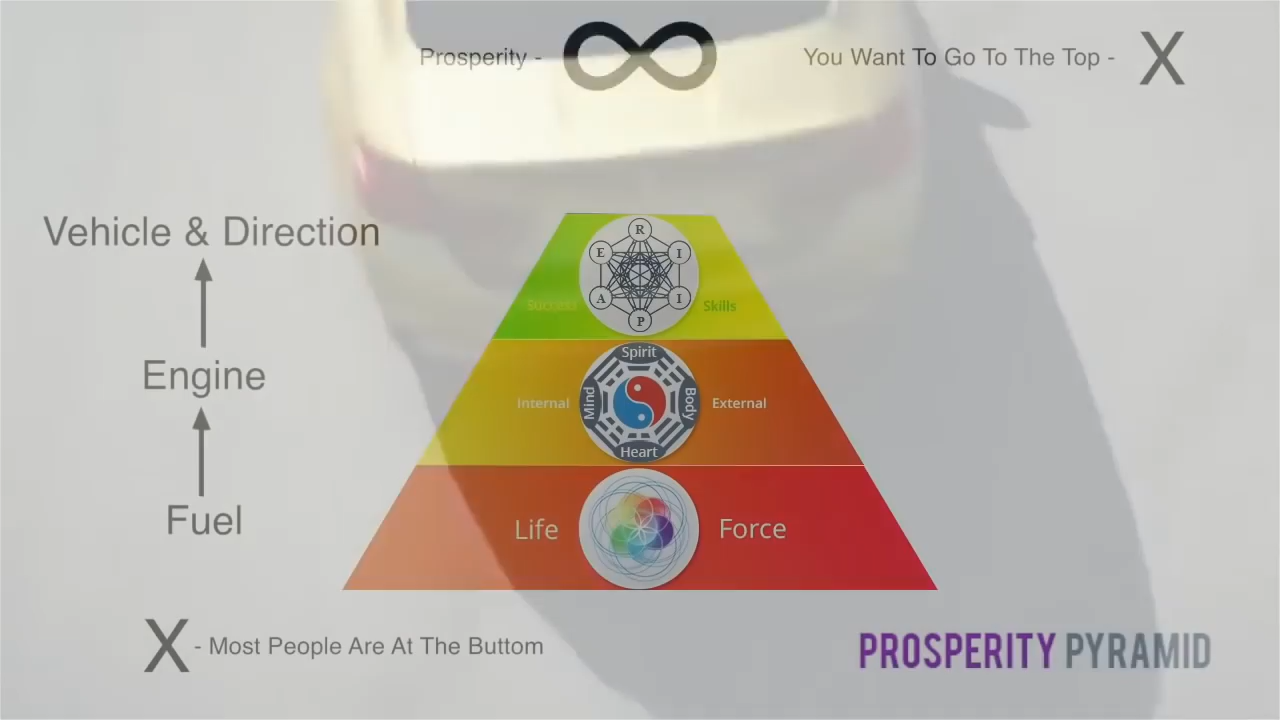 Prosperity - ∞
You Want To Go To The Top - X
Vehicle & Direction
Engine
Fuel
R
E I
A I
P
Success Skills
Spirit
Mind Body
Internal External
Heart
Life Force
X - Most People Are At The Buttom
PROSPERITY PYRAMID